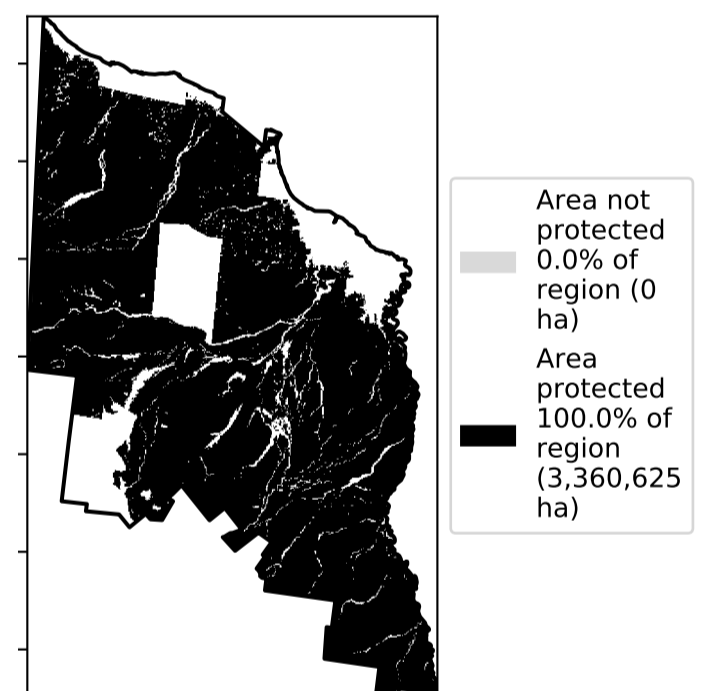 Area not
protected
0.0% of
region (0
ha)
Area
protected
100.0% of
region
(3,360,625
ha)